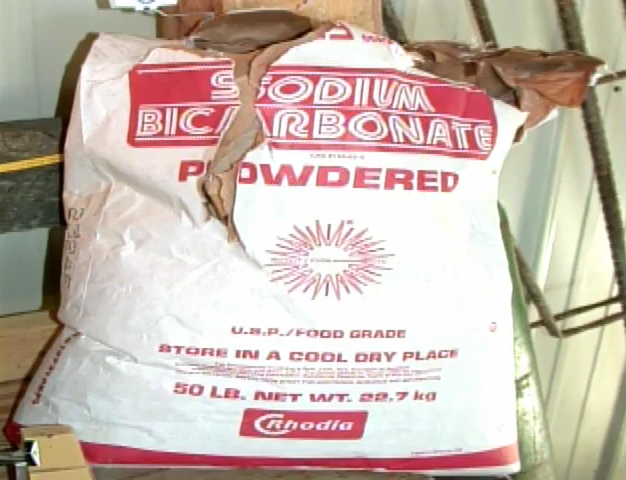 SODIUM
BICARBONATE
POWDERED
U.S.P./FOOD GRADE
STORE IN A COOL DRY PLACE
50 LB. NET WT. 22.7 kg
Rhodia